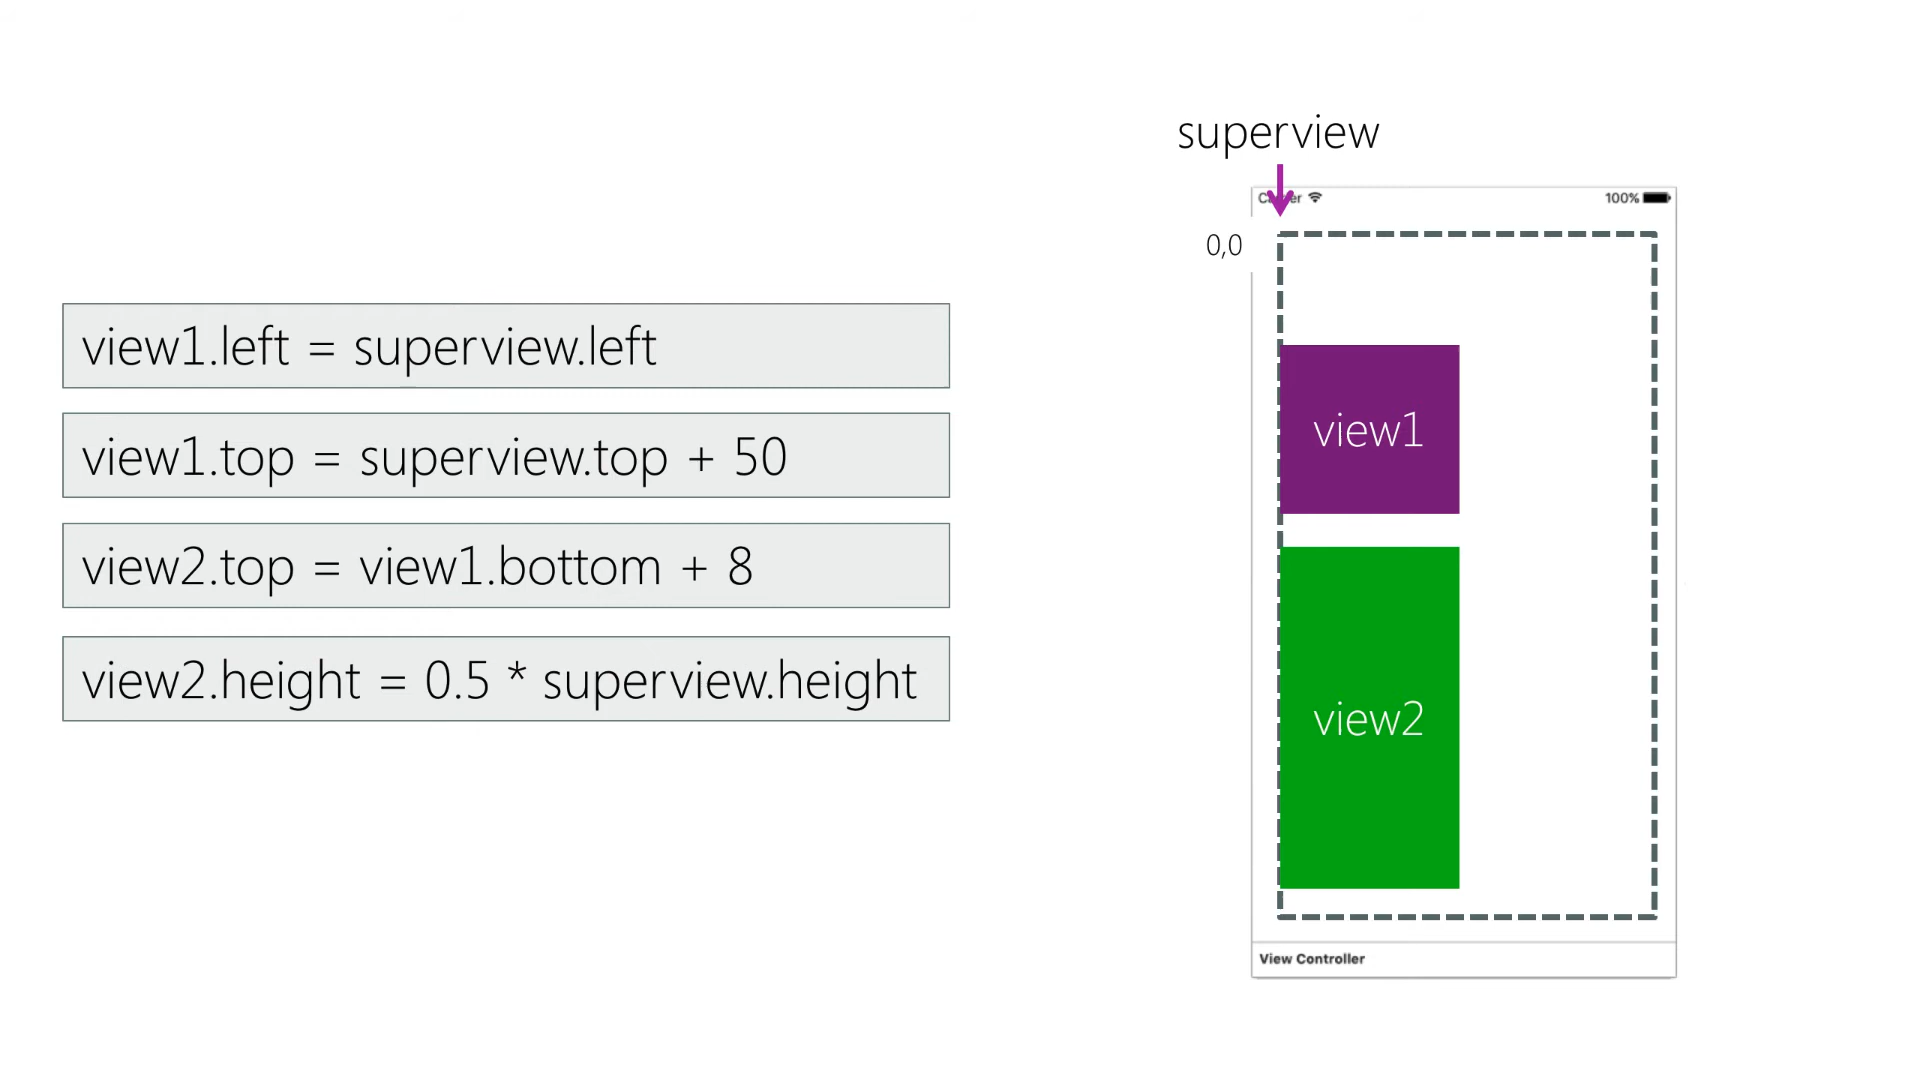 view1.left = superview.left
view1.top = superview.top + 50
view2.top = view1.bottom + 8
view2.height = 0.5 * superview.height
superview
100%
0,0
view1
view2
View Controller